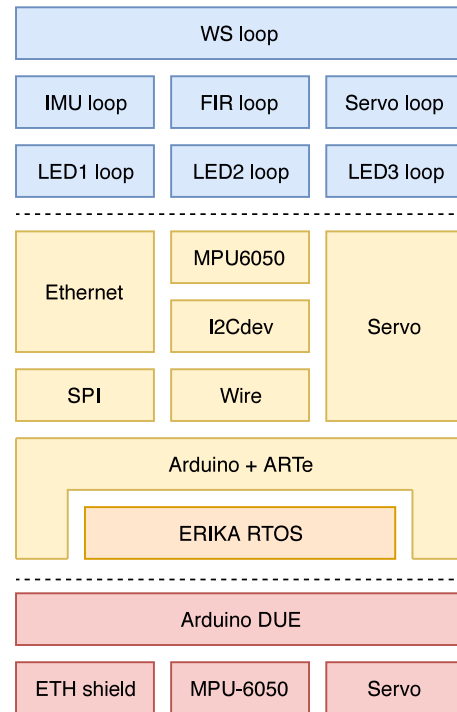 WS loop
IMU loop
FIR loop
Servo loop
LED1 loop
LED2 loop
LED3 loop
Ethernet
MPU6050
I2Cdev
Servo
SPI
Wire
Arduino + ARTe
ERIKA RTOS
Arduino DUE
ETH shield
MPU-6050
Servo